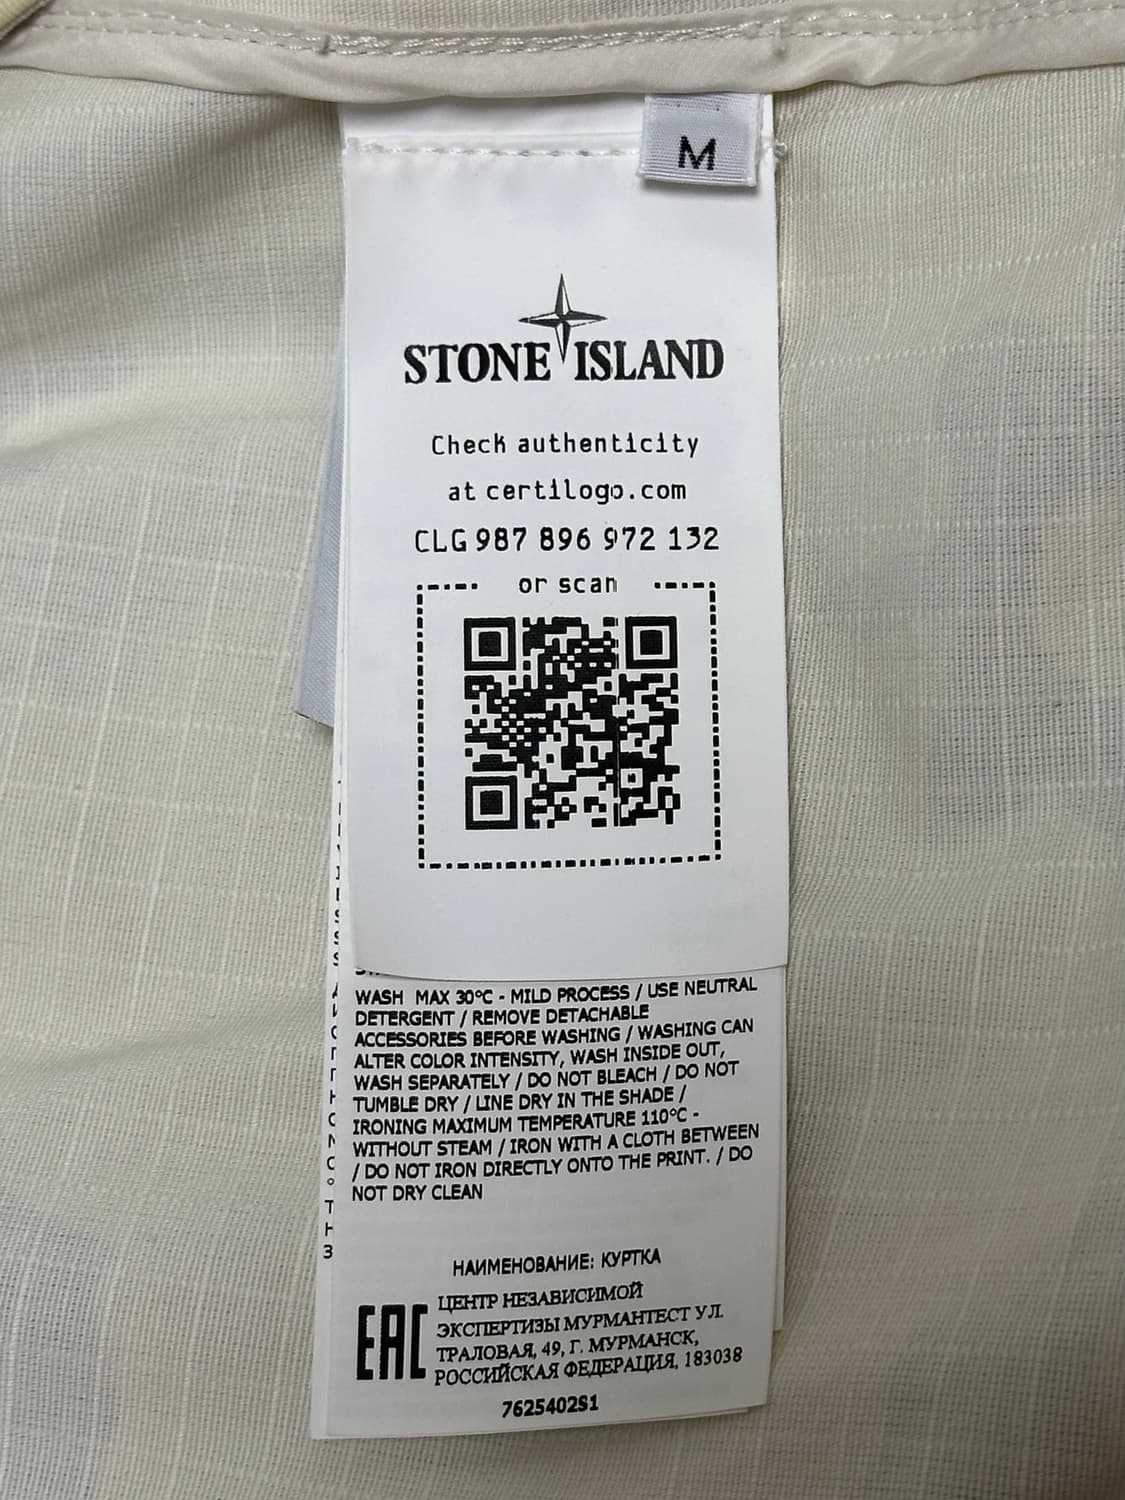 M
STONE ISLAND
Check authenticity
at certilogo.com
CLG 987 896 972 132
or scan
WASH MAX 30°C - MILD PROCESS / USE NEUTRAL
DETERGENT / REMOVE DETACHABLE
ACCESSORIES BEFORE WASHING / WASHING CAN
ALTER COLOR INTENSITY, WASH INSIDE OUT,
WASH SEPARATELY / DO NOT BLEACH / DO NOT
TUMBLE DRY / LINE DRY IN THE SHADE /
IRONING MAXIMUM TEMPERATURE 110°C -
WITHOUT STEAM / IRON WITH A CLOTH BETWEEN
/ DO NOT IRON DIRECTLY ONTO THE PRINT. / DO
NOT DRY CLEAN
НАИМЕНОВАНИЕ: КУРТКА
EAC
ЦЕНТР НЕЗАВИСИМОЙ
ЭКСПЕРТИЗЫ МУРМАНТЕСТ УЛ.
ТРАЛОВАЯ, 49, Г. МУРМАНСК,
РОССИЙСКАЯ ФЕДЕРАЦИЯ, 183038
7625402S1